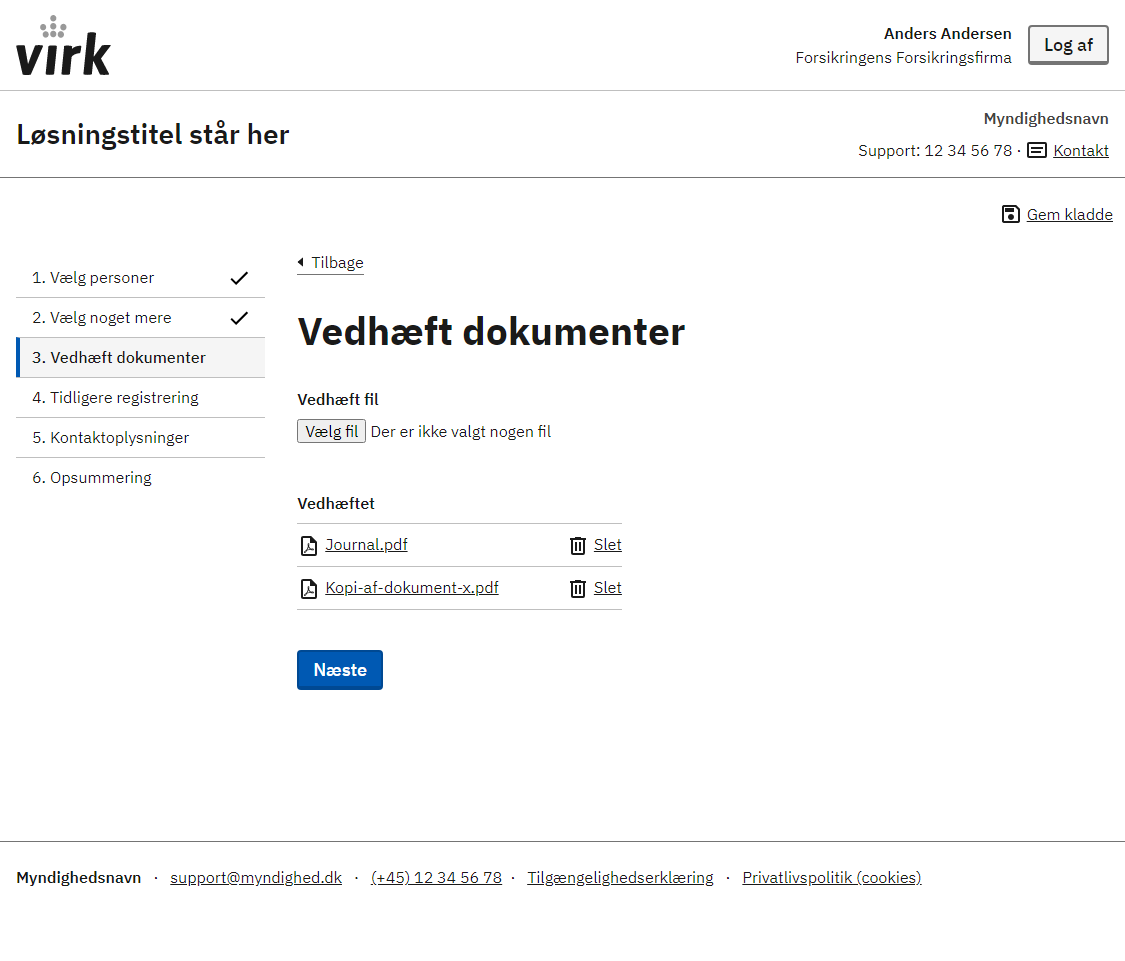 virk
Anders Andersen
Forsikringens Forsikringsfirma
Log af
Løsningstitel står her
Myndighedsnavn
Support: 12 34 56 78 · Kontakt
Gem kladde
1. Vælg personer
2. Vælg noget mere
3. Vedhæft dokumenter
4. Tidligere registrering
5. Kontaktoplysninger
6. Opsummering
Tilbage
Vedhæft dokumenter
Vedhæft fil
Vælg fil Der er ikke valgt nogen fil
Vedhæftet
Journal.pdf Slet
Kopi-af-dokument-x.pdf Slet
Næste
Myndighedsnavn · support@myndighed.dk · (+45) 12 34 56 78 · Tilgængelighedserklæring · Privatlivspolitik (cookies)